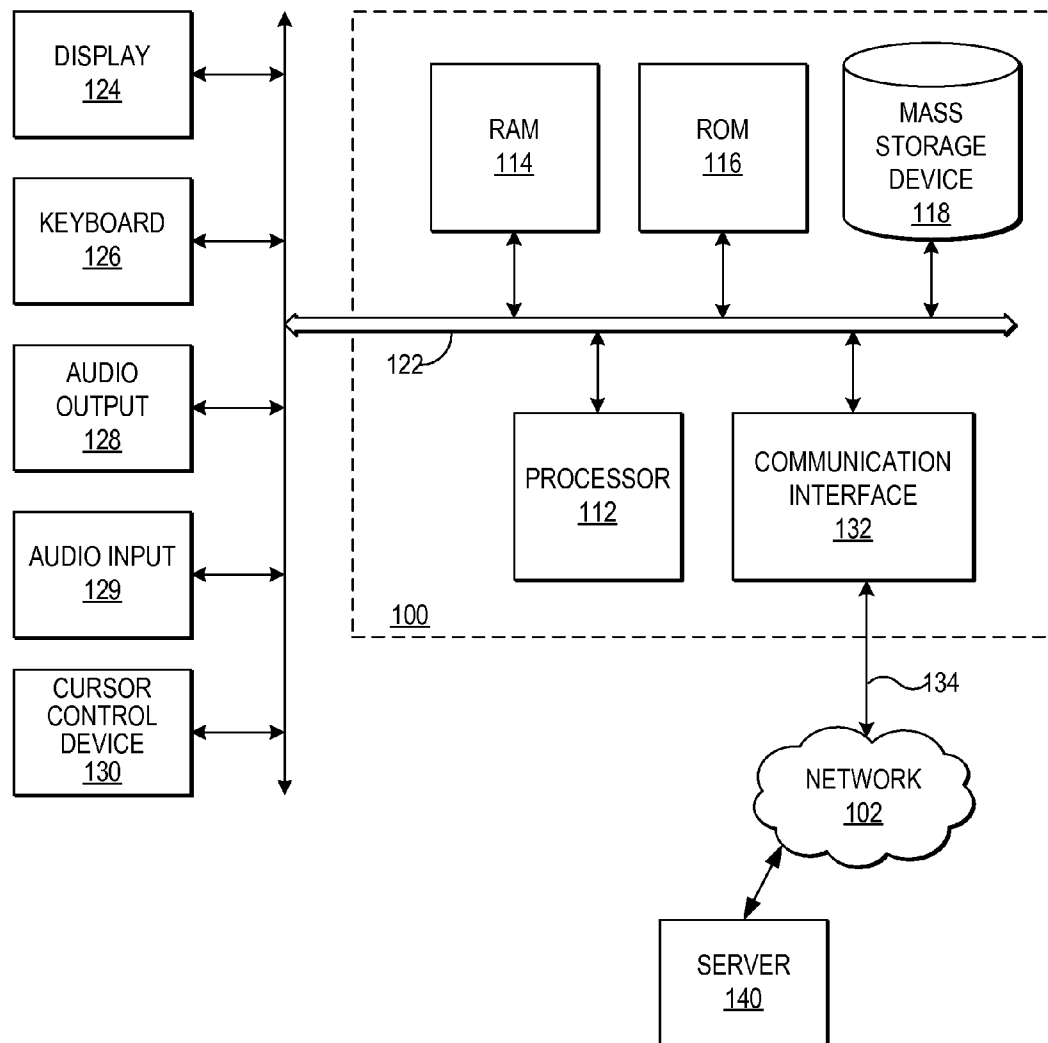 DISPLAY
124
KEYBOARD
126
AUDIO
OUTPUT
128
AUDIO INPUT
129
CURSOR
CONTROL
DEVICE
130
RAM
114
ROM
116
MASS
STORAGE
DEVICE
118
122
PROCESSOR
112
COMMUNICATION
INTERFACE
132
100
134
NETWORK
102
SERVER
140